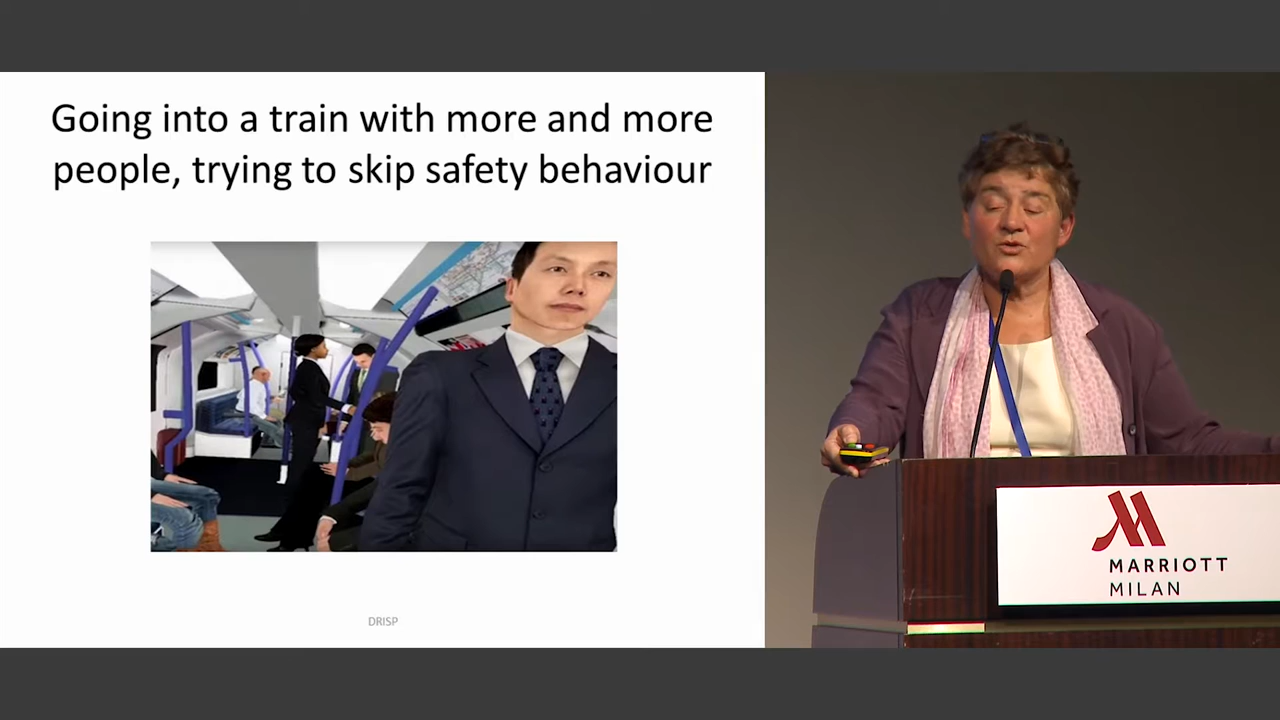 Going into a train with more and more
people, trying to skip safety behaviour
DRISP
MARRIOTT
MILAN